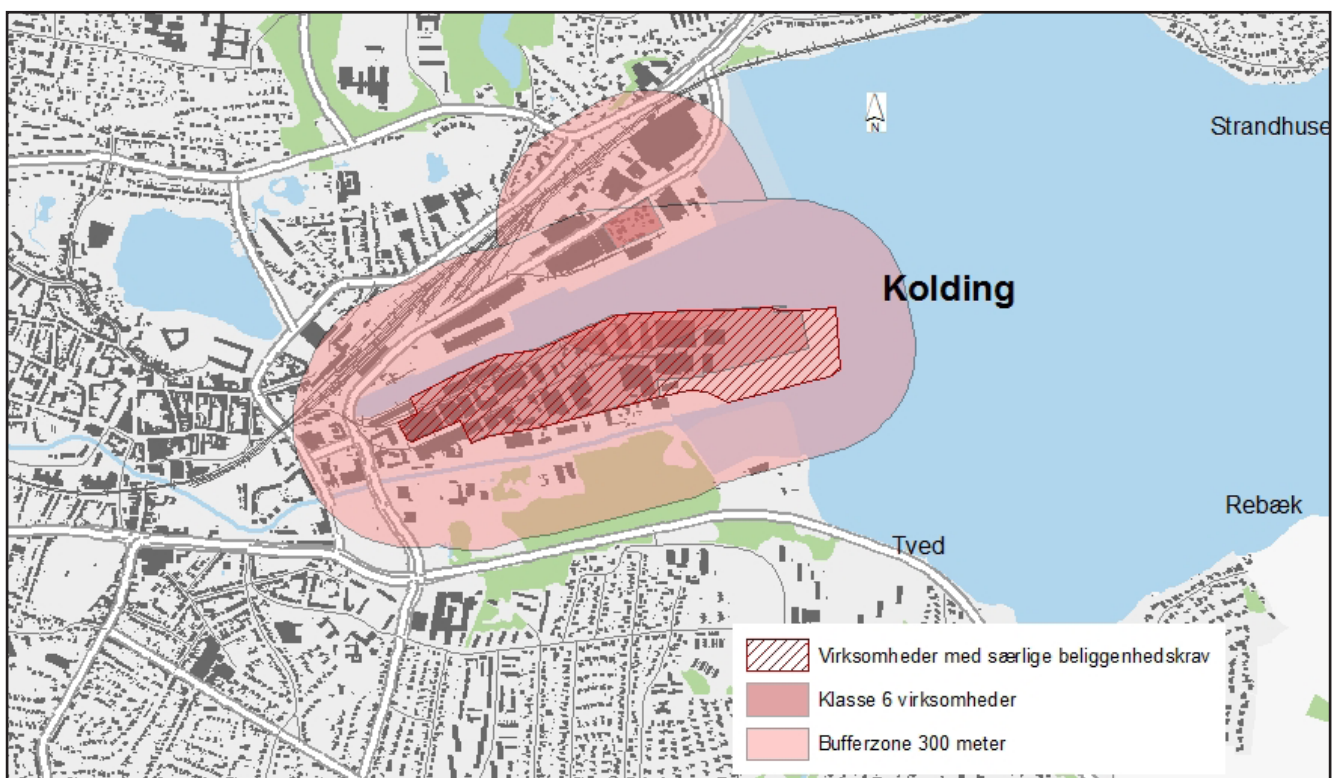 N
Strandhuse
Kolding
Rebæk
Tved
Virksomheder med særlige beliggenhedskrav
Klasse 6 virksomheder
Bufferzone 300 meter